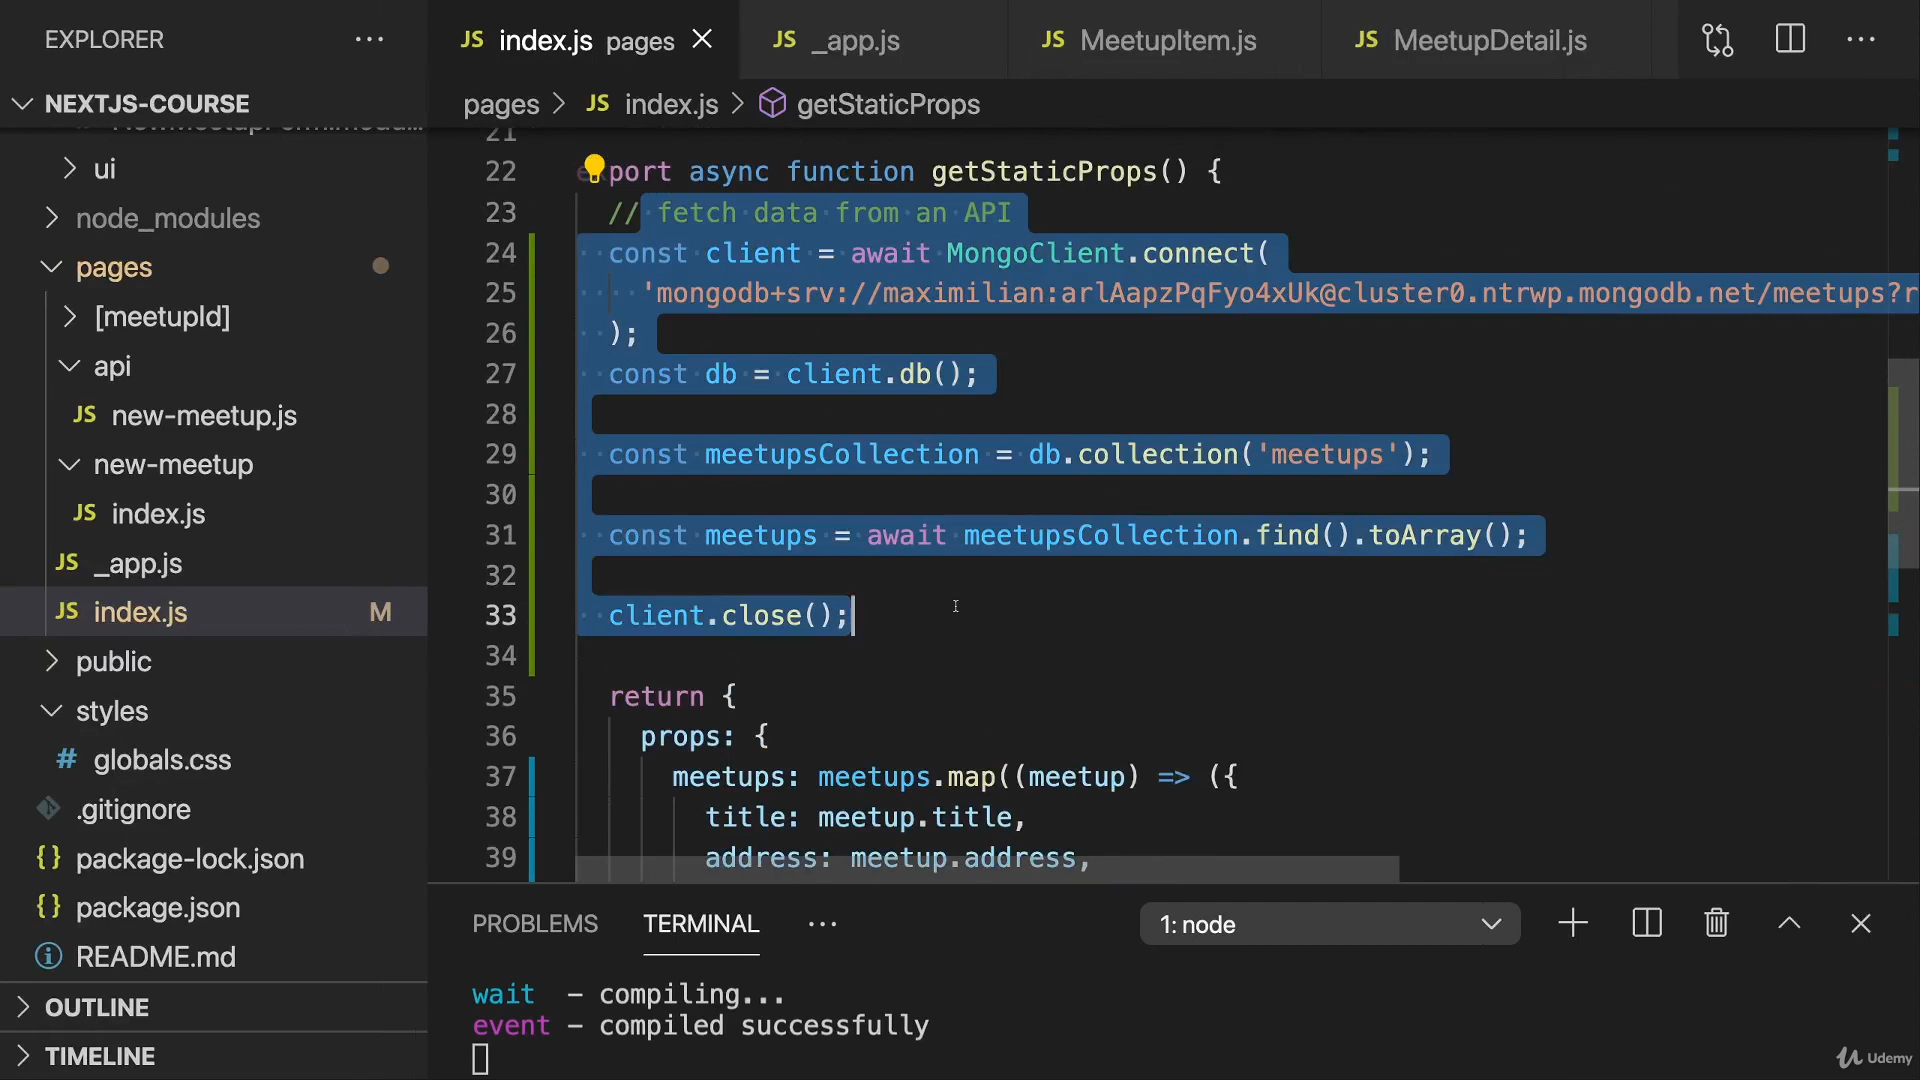 EXPLORER
JS index.js pages
JS _app.js
JS MeetupItem.js
JS MeetupDetail.js
NEXTJS-COURSE
pages > JS index.js > getStaticProps
ui
node_modules
pages
[meetupId]
api
JS new-meetup.js
new-meetup
JS index.js
JS _app.js
JS index.js M
public
styles
# globals.css
.gitignore
{} package-lock.json
{} package.json
README.md
OUTLINE
TIMELINE
21
22 export async function getStaticProps() {
23 // fetch data from an API
24 const client = await MongoClient.connect(
25 'mongodb+srv://maximilian:arlAapzPqFyo4xUk@cluster0.ntrwp.mongodb.net/meetups?r
26 );
27 const db = client.db();
28
29 const meetupsCollection = db.collection('meetups');
30
31 const meetups = await meetupsCollection.find().toArray();
32
33 client.close();
34
35 return {
36 props: {
37 meetups: meetups.map((meetup) => ({
38 title: meetup.title,
39 address: meetup.address,
PROBLEMS
TERMINAL
1: node
wait – compiling...
event – compiled successfully
Udemy